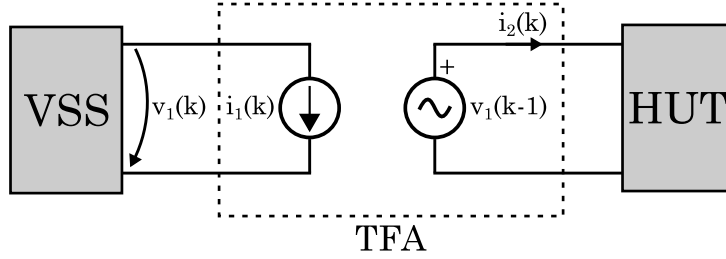 i₂(k)
VSS
v₁(k)
i₁(k)
+
v₁(k-1)
HUT
TFA